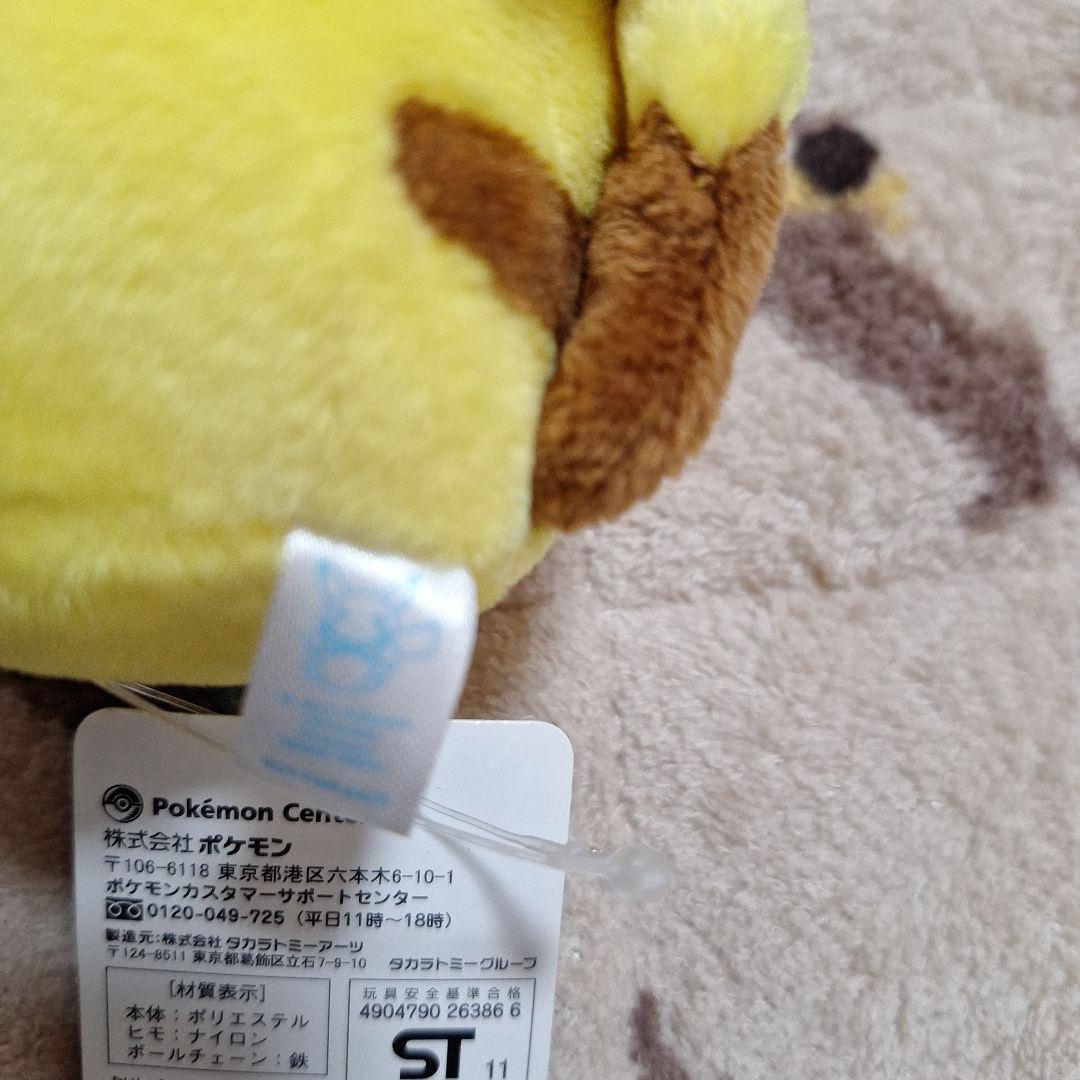 Pokémon Cente
株式会社 ポケモン
〒106-6118 東京都港区六本木6-10-1
ポケモンカスタマーサポートセンター
0120-049-725 (平日11時〜18時)
製造元:株式会社 タカラトミーアーツ
〒124-8511 東京都葛飾区立石7-9-10 タカラトミーグループ
[材質表示]
本体:ポリエステル
ヒモ:ナイロン
ボールチェーン:鉄
玩具安全基準合格
4904790 26386 6
ST 11